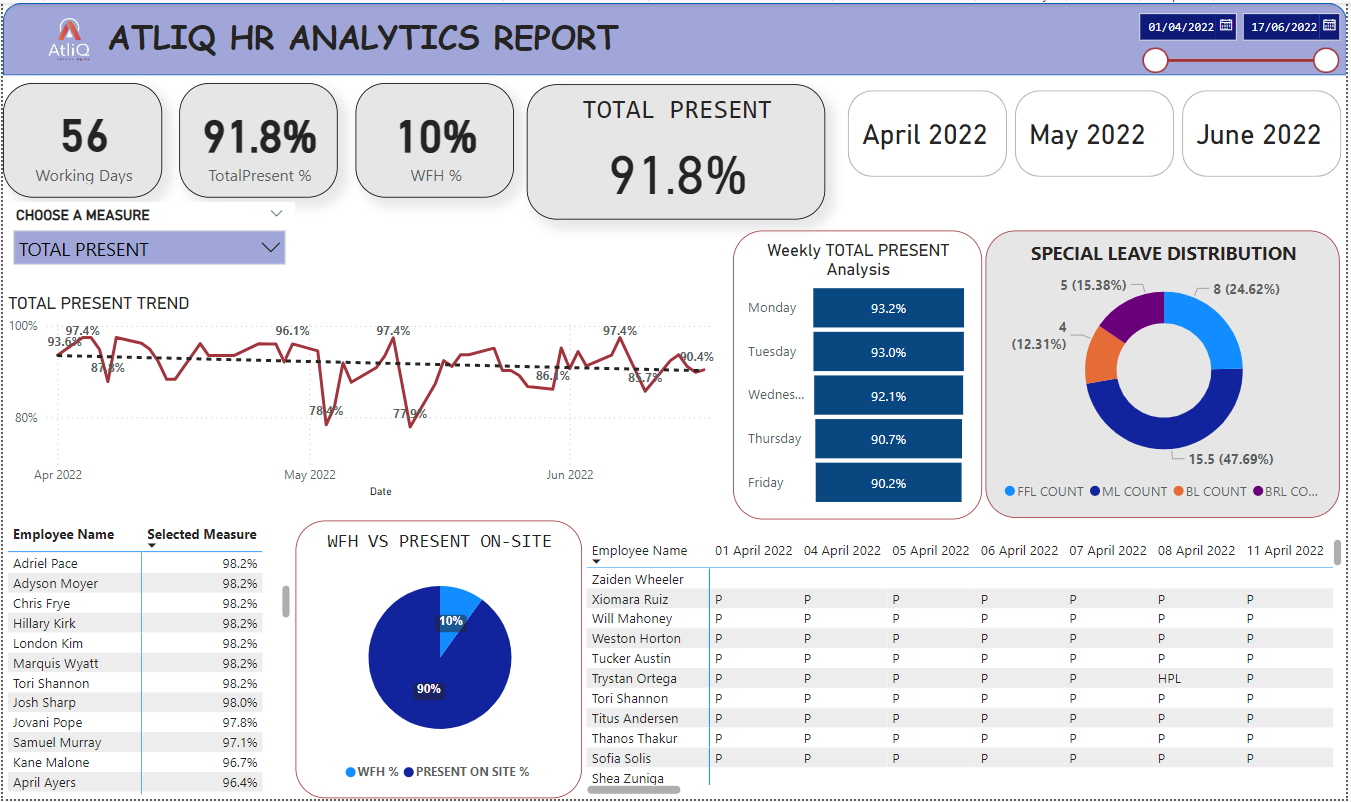 AtliQ
ATLIQ HR ANALYTICS REPORT
01/04/2022
17/06/2022
56
Working Days
91.8%
TotalPresent %
10%
WFH %
TOTAL PRESENT
91.8%
April 2022
May 2022
June 2022
CHOOSE A MEASURE
TOTAL PRESENT
TOTAL PRESENT TREND
100%
80%
93.6%
97.4%
87.3%
96.1%
78.4%
97.4%
77.9%
86.1%
97.4%
85.7%
90.4%
Apr 2022
May 2022
Jun 2022
Date
Weekly TOTAL PRESENT
Analysis
Monday 93.2%
Tuesday 93.0%
Wednes... 92.1%
Thursday 90.7%
Friday 90.2%
SPECIAL LEAVE DISTRIBUTION
5 (15.38%)
8 (24.62%)
4
(12.31%)
15.5 (47.69%)
FFL COUNT ML COUNT BL COUNT BRL CO...
Employee Name Selected Measure
Adriel Pace 98.2%
Adyson Moyer 98.2%
Chris Frye 98.2%
Hillary Kirk 98.2%
London Kim 98.2%
Marquis Wyatt 98.2%
Tori Shannon 98.2%
Josh Sharp 98.0%
Jovani Pope 97.8%
Samuel Murray 97.1%
Kane Malone 96.7%
April Ayers 96.4%
WFH VS PRESENT ON-SITE
10%
90%
WFH % PRESENT ON SITE %
Employee Name 01 April 2022 04 April 2022 05 April 2022 06 April 2022 07 April 2022 08 April 2022 11 April 2022
Zaiden Wheeler
Xiomara Ruiz P P P P P P P
Will Mahoney P P P P P P P
Weston Horton P P P P P P P
Tucker Austin P P P P P P P
Trystan Ortega P P P P P HPL P
Tori Shannon P P P P P P P
Titus Andersen P P P P P P P
Thanos Thakur P P P P P P P
Sofia Solis P P P P P P P
Shea Zuniga